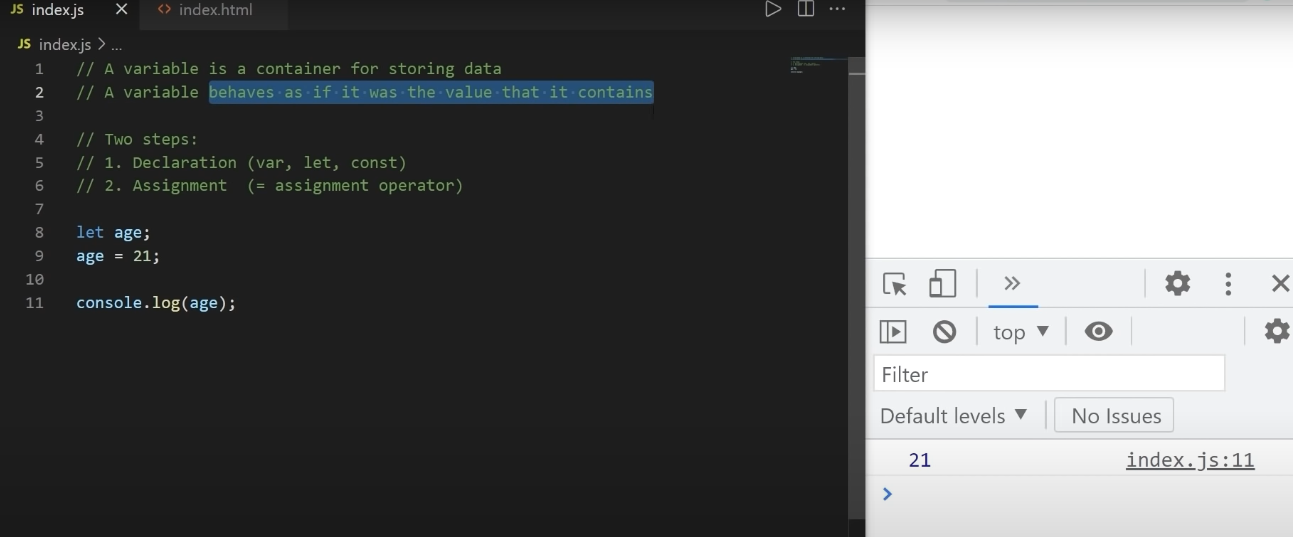 JS index.js × <> index.html ...
JS index.js > ...
1 // A variable is a container for storing data
2 // A variable behaves as if it was the value that it contains
3
4 // Two steps:
5 // 1. Declaration (var, let, const)
6 // 2. Assignment  (= assignment operator)
7
8 let age;
9 age = 21;
10
11 console.log(age);
top
Filter
Default levels
No Issues
21 index.js:11
>